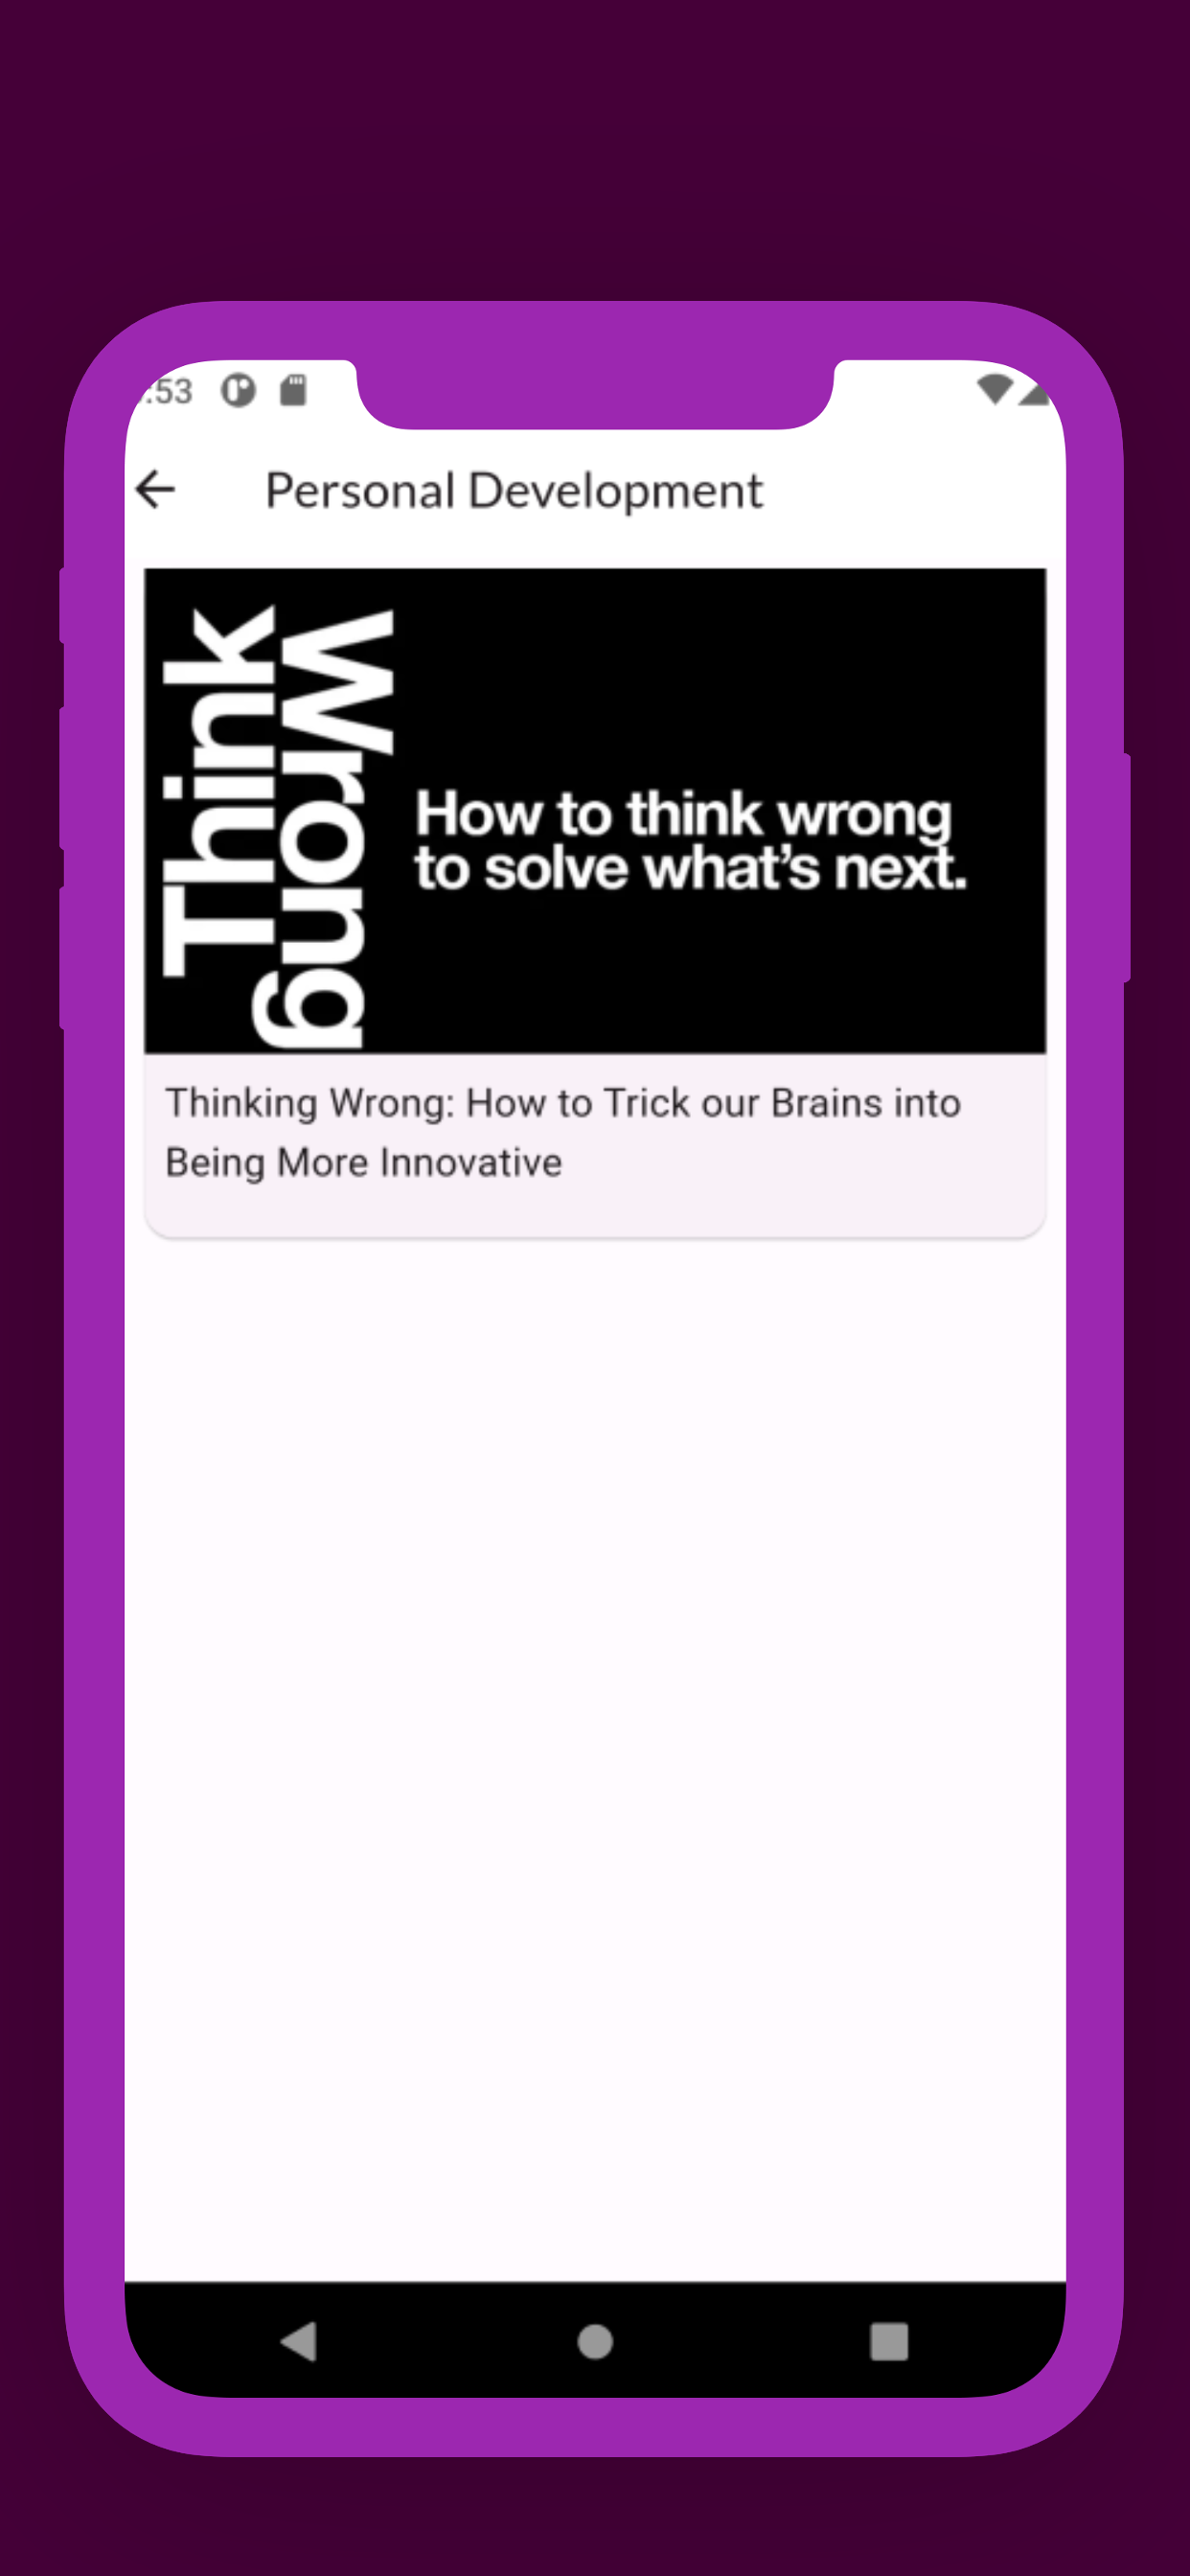 :53
Personal Development
Think
Wrong
How to think wrong
to solve what's next.
Thinking Wrong: How to Trick our Brains into
Being More Innovative